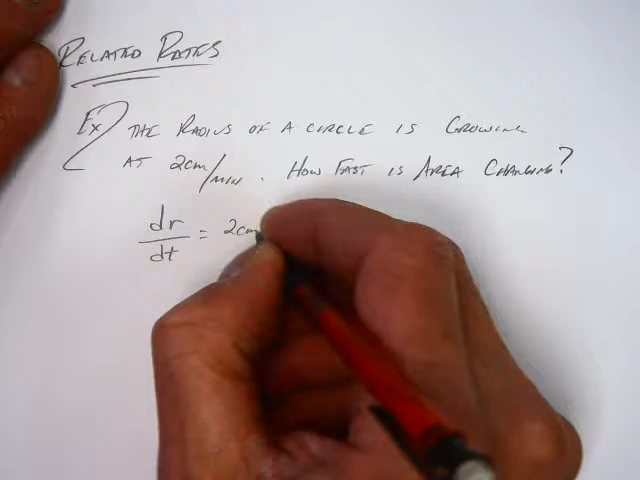 RELATED RATES
Ex) THE RADIUS OF A CIRCLE IS GROWING
AT 2cm/MIN. HOW FAST IS AREA CHANGING?
dr/dt = 2cm